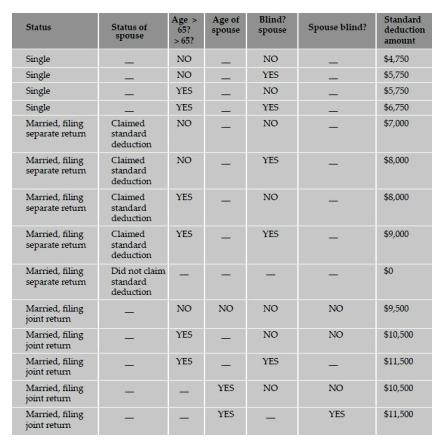 Status | Status of spouse | Age > 65? > 65? | Age of spouse | Blind? spouse | Spouse blind? | Standard deduction amount
Single | — | NO | — | NO | — | $4,750
Single | — | NO | — | YES | — | $5,750
Single | — | YES | — | NO | — | $5,750
Single | — | YES | — | YES | — | $6,750
Married, filing separate return | Claimed standard deduction | NO | — | NO | | $7,000
Married, filing separate return | Claimed standard deduction | NO | — | YES | — | $8,000
Married, filing separate return | Claimed standard deduction | YES | — | NO | — | $8,000
Married, filing separate return | Claimed standard deduction | YES | — | YES | — | $9,000
Married, filing separate return | Did not claim standard deduction | — | — | — | — | $0
Married, filing joint return | — | NO | NO | NO | NO | $9,500
Married, filing joint return | — | YES | — | NO | NO | $10,500
Married, filing joint return | — | YES | — | YES | — | $11,500
Married, filing joint return | — | — | YES | NO | NO | $10,500
Married, filing joint return | — | — | YES | — | YES | $11,500